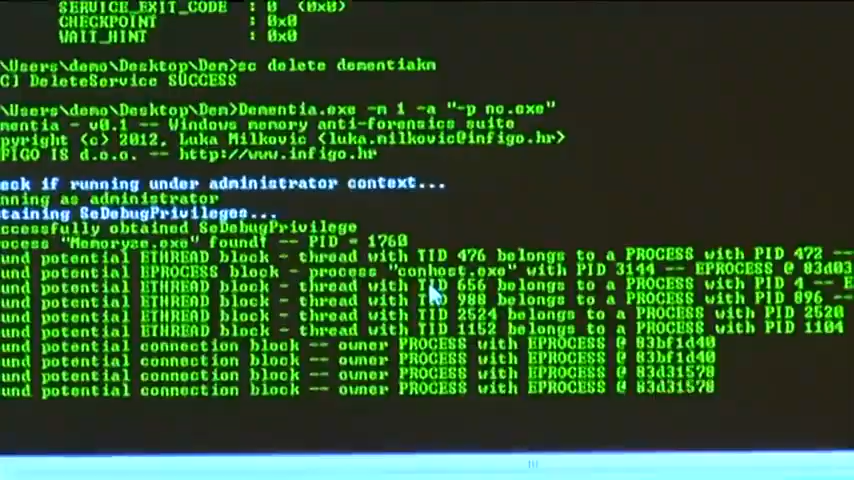 SERVICE_EXIT_CODE : 0 (0x0)
CHECKPOINT : 0x0
WAIT_HINT : 0x0
\Users\demo\Desktop\Dem>sc delete dementiakm
C] DeleteService SUCCESS
\Users\demo\Desktop\Dem>Dementia.exe -m 1 -a "-p nc.exe"
mentia - v0.1 -- Windows memory anti-forensics suite
pyright (c) 2012, Luka Milkovic <luka.milkovic@infigo.hr>
FIGO IS d.o.o. -- http://www.infigo.hr
eck if running under administrator context...
nning as administrator
taining SeDebugPrivileges...
ccessfully obtained SeDebugPrivilege
ocess "Memoryze.exe" found! -- PID = 1760
und potential ETHREAD block - thread with TID 476 belongs to a PROCESS with PID 472 --
und potential EPROCESS block - process "conhost.exe" with PID 3144 -- EPROCESS @ 83d03
und potential ETHREAD block - thread with TID 656 belongs to a PROCESS with PID 4 -- E
und potential ETHREAD block - thread with TID 988 belongs to a PROCESS with PID 896 --
und potential ETHREAD block - thread with TID 2524 belongs to a PROCESS with PID 2520
und potential ETHREAD block - thread with TID 1152 belongs to a PROCESS with PID 1104
und potential connection block -- owner PROCESS with EPROCESS @ 83bf1d40
und potential connection block -- owner PROCESS with EPROCESS @ 83bf1d40
und potential connection block -- owner PROCESS with EPROCESS @ 83d31578
und potential connection block -- owner PROCESS with EPROCESS @ 83d31578